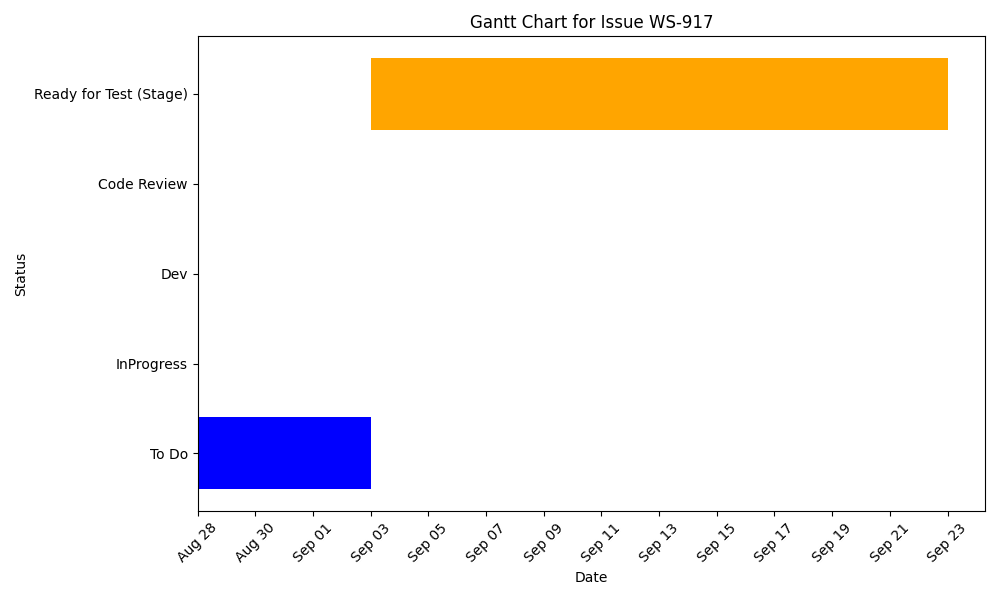 Gantt Chart for Issue WS-917
Status
Ready for Test (Stage)
Code Review
Dev
InProgress
To Do
Aug 28
Aug 30
Sep 01
Sep 03
Sep 05
Sep 07
Sep 09
Sep 11
Sep 13
Sep 15
Sep 17
Sep 19
Sep 21
Sep 23
Date